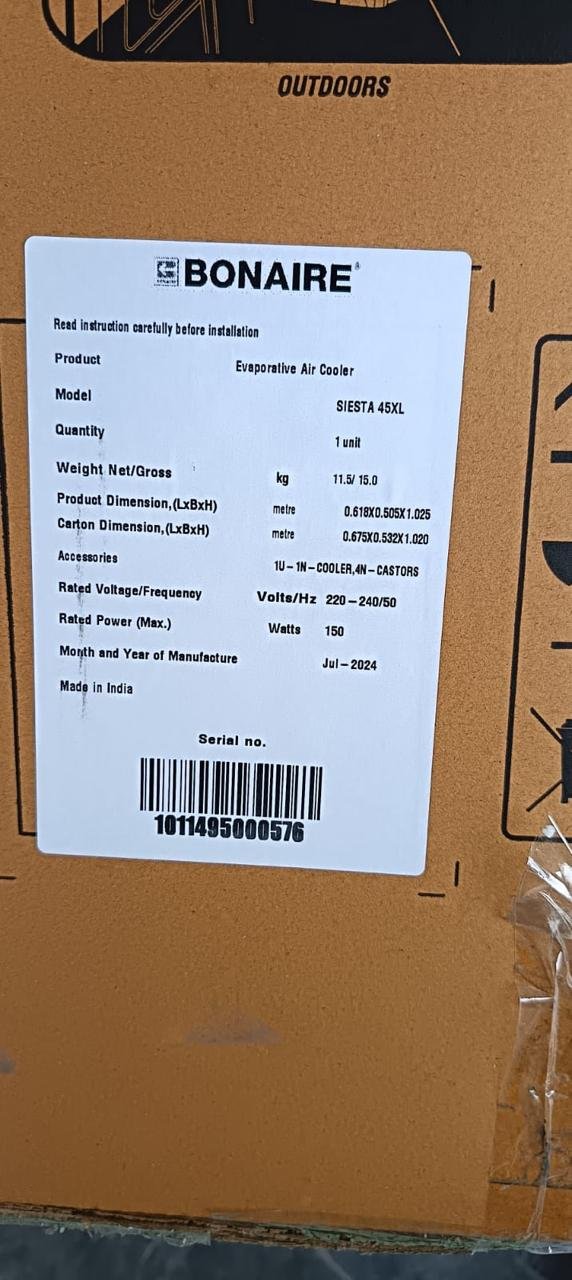 OUTDOORS
BONAIRE®
Read instruction carefully before installation
Product Evaporative Air Cooler
Model SIESTA 45XL
Quantity 1 unit
Weight Net/Gross kg 11.5/ 15.0
Product Dimension,(LxBxH) metre 0.618X0.505X1.025
Carton Dimension,(LxBxH) metre 0.675X0.532X1.020
Accessories 1U-1N-COOLER,4N-CASTORS
Rated Voltage/Frequency Volts/Hz 220-240/50
Rated Power (Max.) Watts 150
Month and Year of Manufacture Jul-2024
Made in India
Serial no.
1011495000576